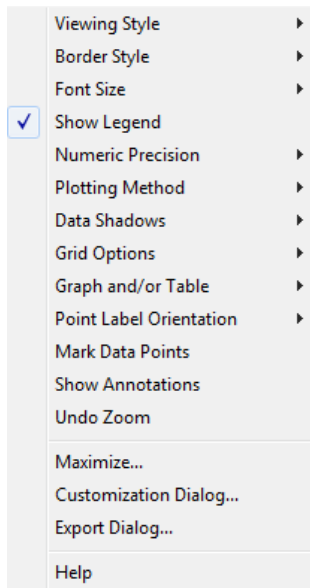 Viewing Style
Border Style
Font Size
Show Legend
Numeric Precision
Plotting Method
Data Shadows
Grid Options
Graph and/or Table
Point Label Orientation
Mark Data Points
Show Annotations
Undo Zoom
Maximize...
Customization Dialog...
Export Dialog...
Help